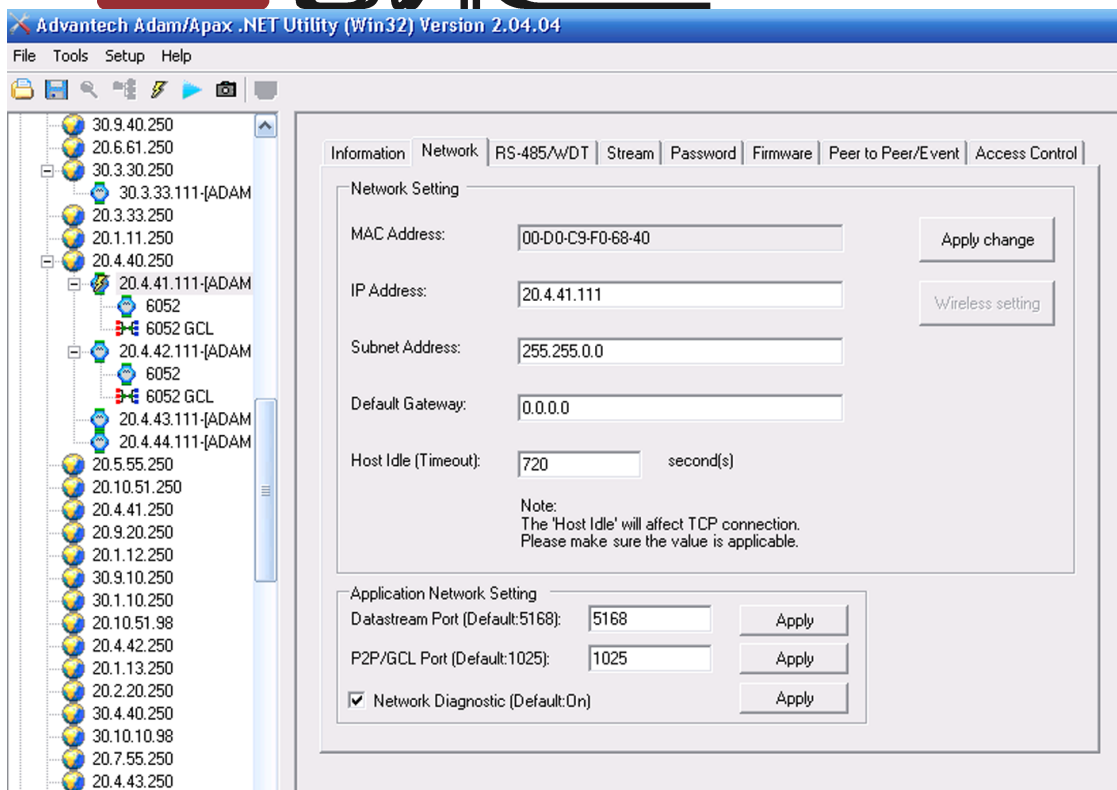 Advantech Adam/Apax .NET Utility (Win32) Version 2.04.04
File Tools Setup Help
30.9.40.250
20.6.61.250
30.3.30.250
30.3.33.111-[ADAM
20.3.33.250
20.1.11.250
20.4.40.250
20.4.41.111-[ADAM
6052
6052 GCL
20.4.42.111-[ADAM
6052
6052 GCL
20.4.43.111-[ADAM
20.4.44.111-[ADAM
20.5.55.250
20.10.51.250
20.4.41.250
20.9.20.250
20.1.12.250
30.9.10.250
30.1.10.250
20.10.51.98
20.4.42.250
20.1.13.250
20.2.20.250
30.4.40.250
30.10.10.98
20.7.55.250
20.4.43.250
Information Network RS-485/WDT Stream Password Firmware Peer to Peer/Event Access Control
Network Setting
MAC Address: 00-D0-C9-F0-68-40 Apply change
IP Address: 20.4.41.111 Wireless setting
Subnet Address: 255.255.0.0
Default Gateway: 0.0.0.0
Host Idle (Timeout): 720 second(s)
Note:
The 'Host Idle' will affect TCP connection.
Please make sure the value is applicable.
Application Network Setting
Datastream Port (Default:5168): 5168 Apply
P2P/GCL Port (Default:1025): 1025 Apply
Network Diagnostic (Default:On) Apply